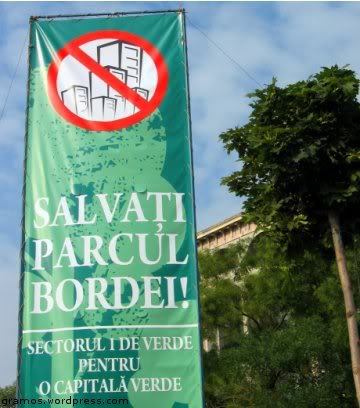 SALVAȚI
PARCUL
BORDEI!
SECTORUL 1 DE VERDE
PENTRU
O CAPITALĂ VERDE
gramos.wordpress.com